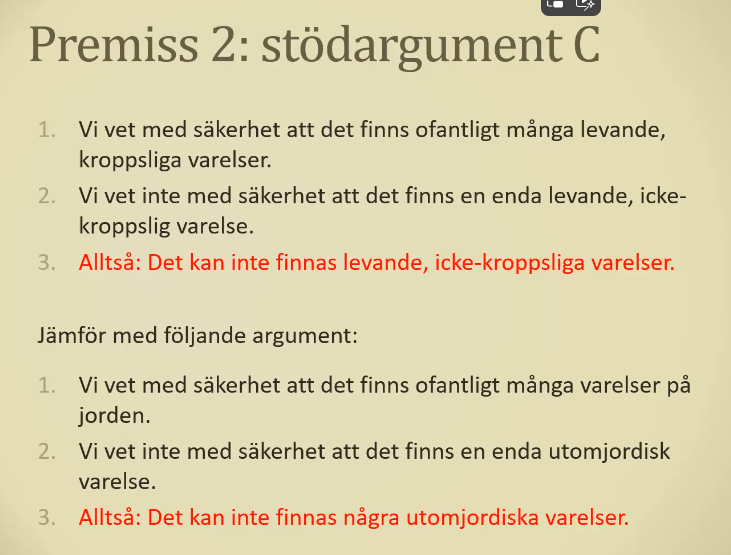 Premiss 2: stödargument C
1. Vi vet med säkerhet att det finns ofantligt många levande,
kroppsliga varelser.
2. Vi vet inte med säkerhet att det finns en enda levande, icke-
kroppslig varelse.
3. Alltså: Det kan inte finnas levande, icke-kroppsliga varelser.
Jämför med följande argument:
1. Vi vet med säkerhet att det finns ofantligt många varelser på
jorden.
2. Vi vet inte med säkerhet att det finns en enda utomjordisk
varelse.
3. Alltså: Det kan inte finnas några utomjordiska varelser.